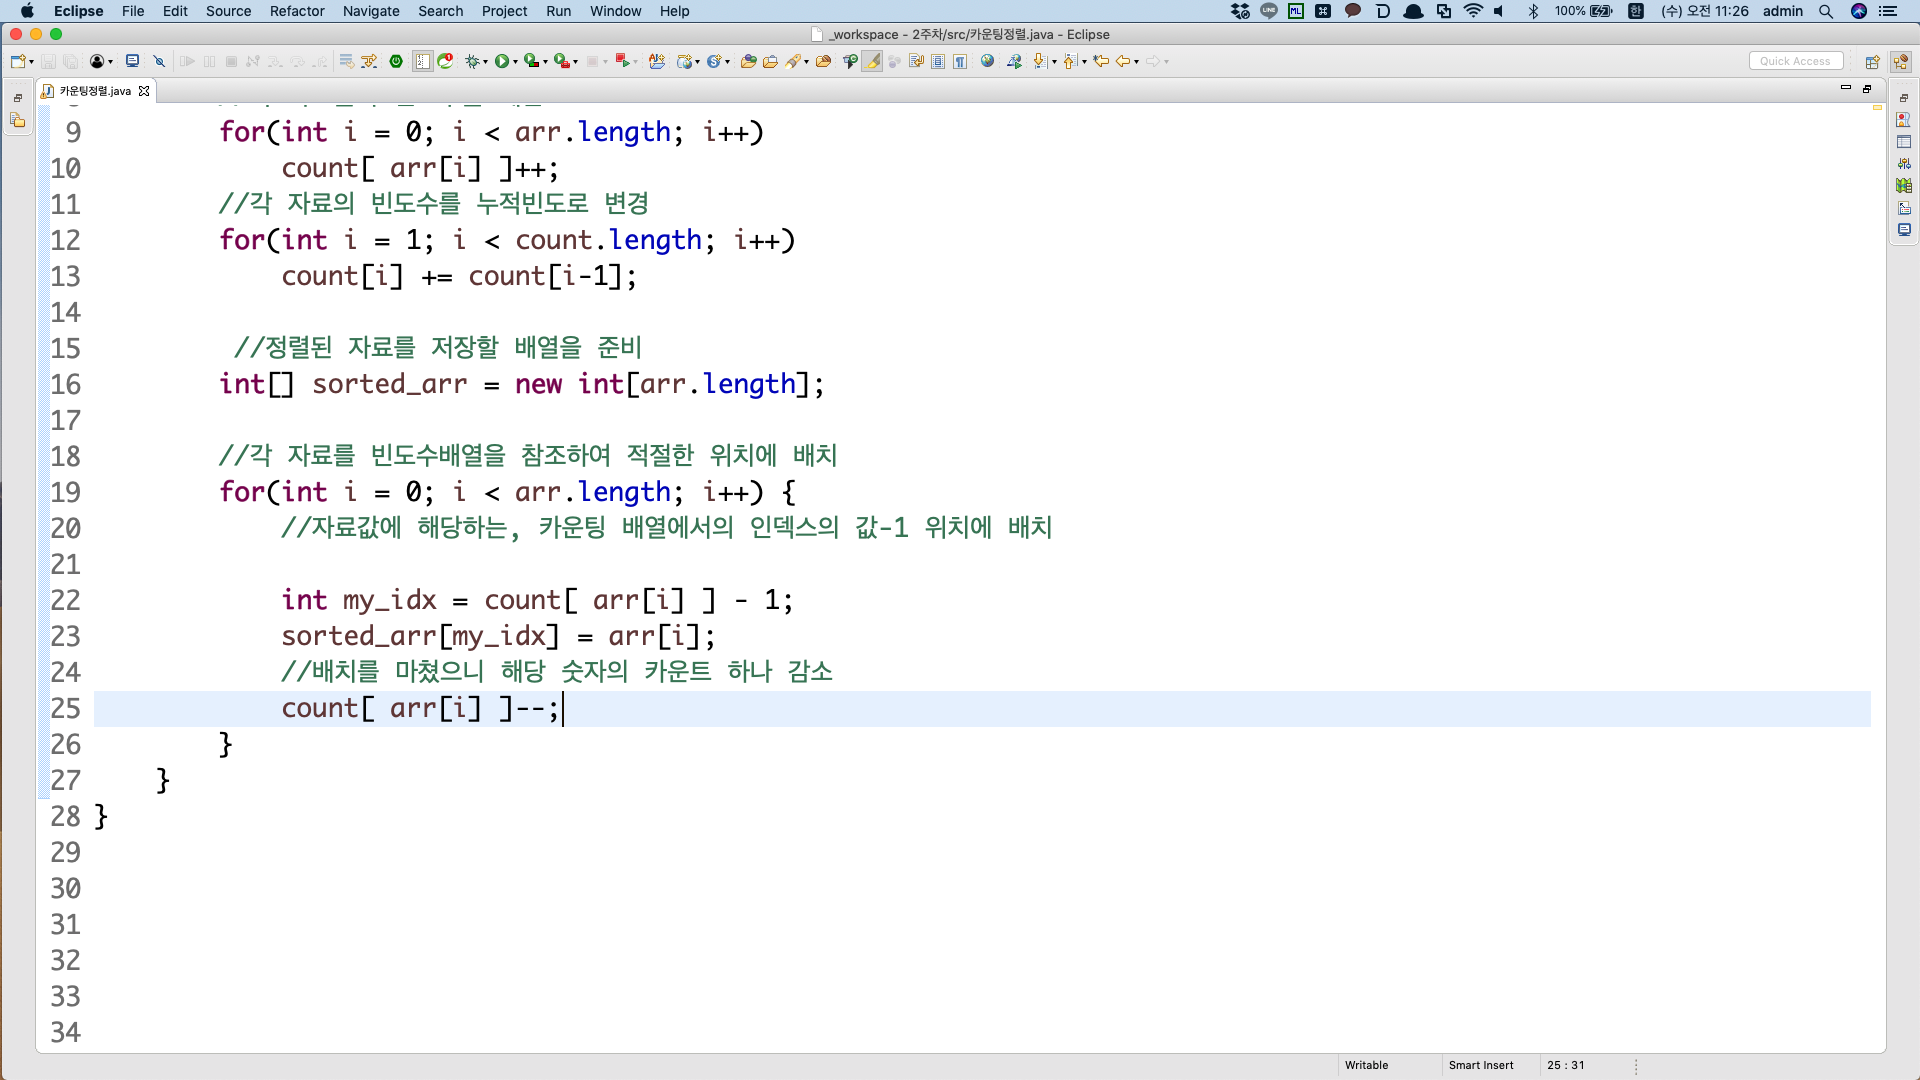 Eclipse File Edit Source Refactor Navigate Search Project Run Window Help 100% 한 (수) 오전 11:26 admin
_workspace - 2주차/src/카운팅정렬.java - Eclipse
Quick Access
카운팅정렬.java
9 for(int i = 0; i < arr.length; i++)
10 count[ arr[i] ]++;
11 //각 자료의 빈도수를 누적빈도로 변경
12 for(int i = 1; i < count.length; i++)
13 count[i] += count[i-1];
14
15 //정렬된 자료를 저장할 배열을 준비
16 int[] sorted_arr = new int[arr.length];
17
18 //각 자료를 빈도수배열을 참조하여 적절한 위치에 배치
19 for(int i = 0; i < arr.length; i++) {
20 //자료값에 해당하는, 카운팅 배열에서의 인덱스의 값-1 위치에 배치
21
22 int my_idx = count[ arr[i] ] - 1;
23 sorted_arr[my_idx] = arr[i];
24 //배치를 마쳤으니 해당 숫자의 카운트 하나 감소
25 count[ arr[i] ]--;
26 }
27 }
28 }
29
30
31
32
33
34
Writable Smart Insert 25 : 31